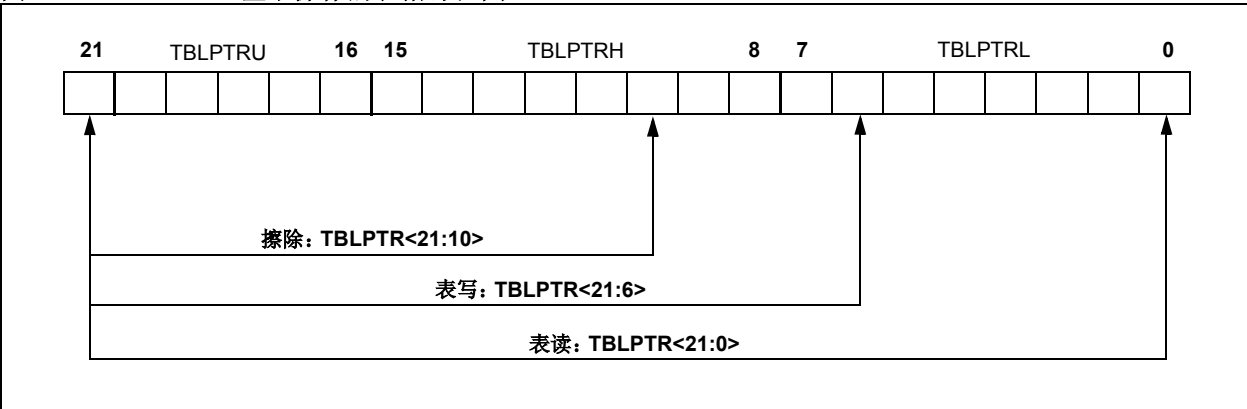 21 TBLPTRU 16 15 TBLPTRH 8 7 TBLPTRL 0
擦除：TBLPTR<21:10>
表写：TBLPTR<21:6>
表读：TBLPTR<21:0>